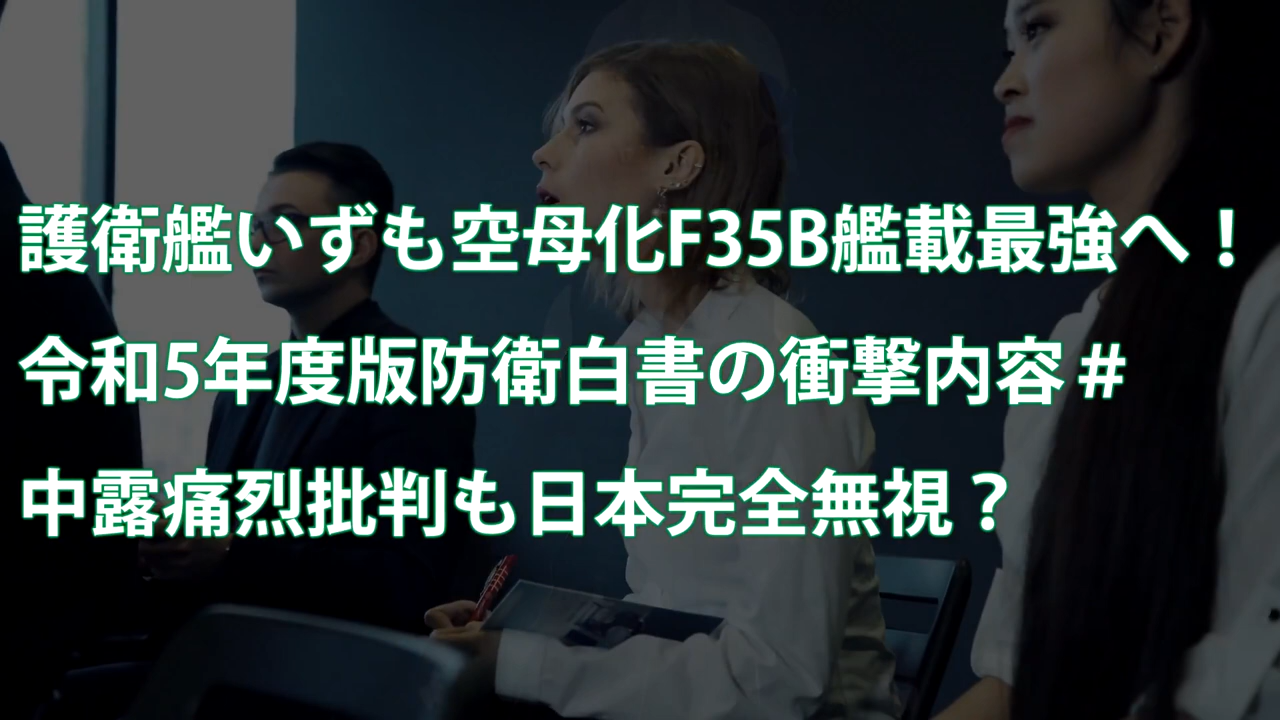 護衛艦いずも空母化F35B艦載最強へ！
令和5年度版防衛白書の衝撃内容＃
中露痛烈批判も日本完全無視？